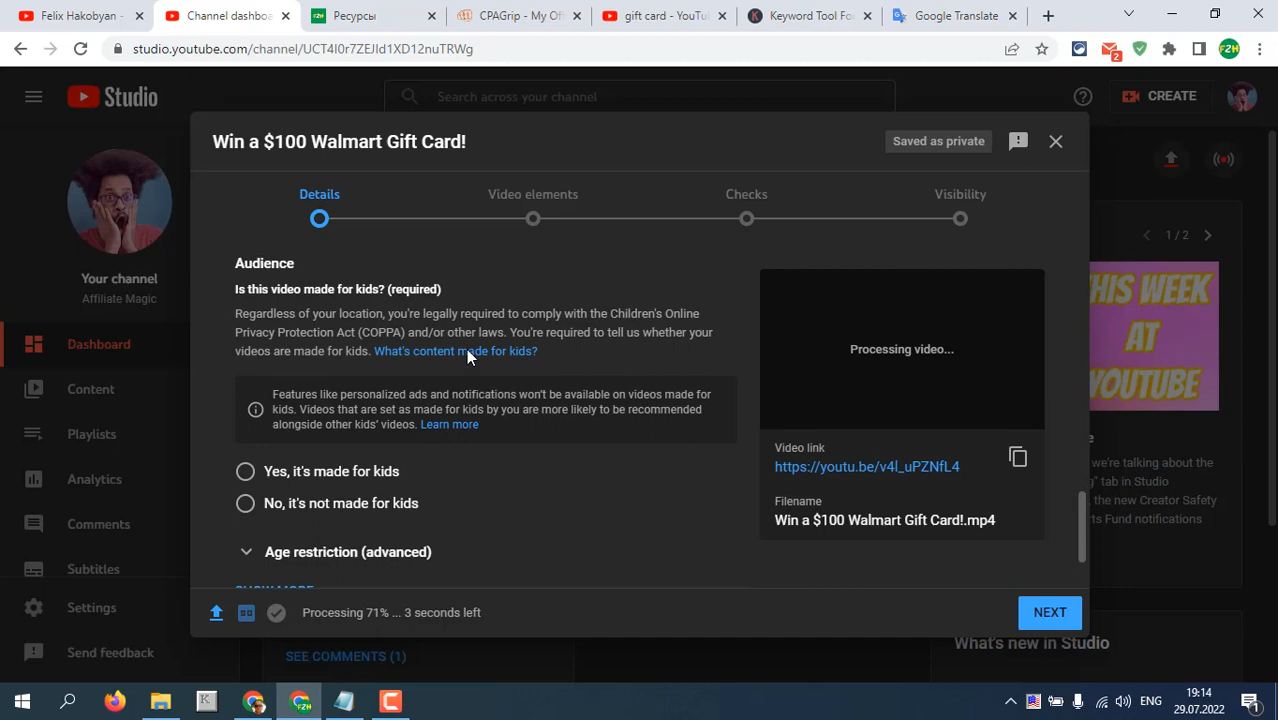 Felix Hakobyan -
Channel dashboa
Ресурсы
CPAGrip - My Of
gift card - YouTu
Keyword Tool Fo
Google Translate
studio.youtube.com/channel/UCT4I0r7ZEJId1XD12nuTRWg
2
F2H
Studio
Search across your channel
CREATE
Win a $100 Walmart Gift Card!
Saved as private
Details
Video elements
Checks
Visibility
Your channel
Affiliate Magic
Dashboard
Content
Playlists
Analytics
Comments
Subtitles
Settings
Send feedback
Audience
Is this video made for kids? (required)
Regardless of your location, you're legally required to comply with the Children's Online
Privacy Protection Act (COPPA) and/or other laws. You're required to tell us whether your
videos are made for kids. What's content made for kids?
Features like personalized ads and notifications won't be available on videos made for
kids. Videos that are set as made for kids by you are more likely to be recommended
alongside other kids' videos. Learn more
Yes, it's made for kids
No, it's not made for kids
Age restriction (advanced)
SHOW MORE
Processing video...
Video link
https://youtu.be/v4l_uPZNfL4
Filename
Win a $100 Walmart Gift Card!.mp4
Processing 71% ... 3 seconds left
NEXT
1 / 2
THIS WEEK
AT
YOUTUBE
we're talking about the
tab in Studio
the new Creator Safety
Fund notifications
SEE COMMENTS (1)
What's new in Studio
ENG
19:14
29.07.2022
1